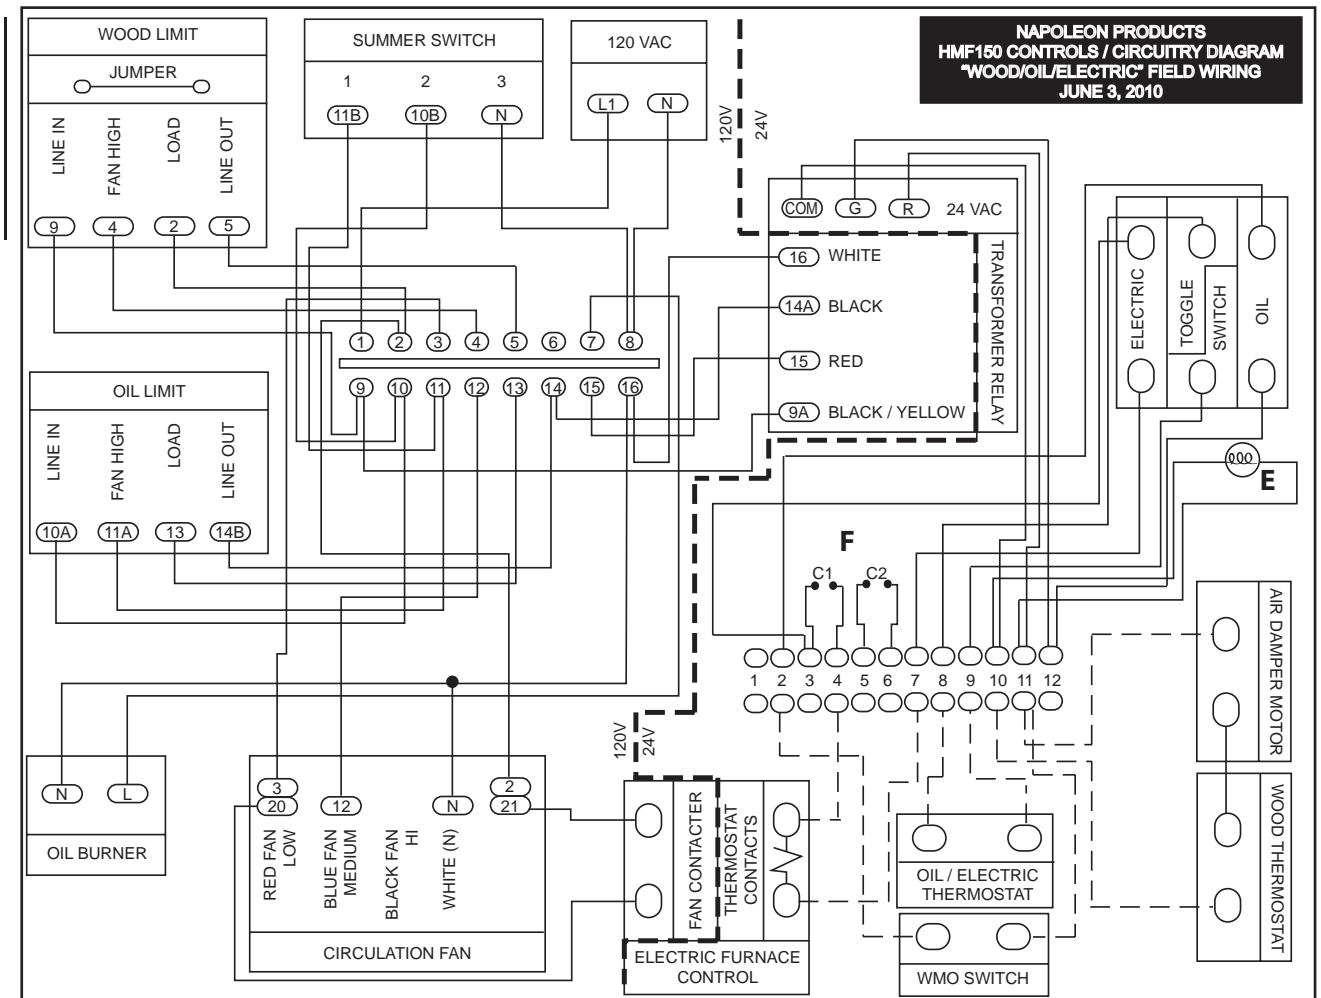 NAPOLEON PRODUCTS
HMF150 CONTROLS / CIRCUITRY DIAGRAM
"WOOD/OIL/ELECTRIC" FIELD WIRING
JUNE 3, 2010
WOOD LIMIT
JUMPER
LINE IN
FAN HIGH
LOAD
LINE OUT
9
4
2
5
SUMMER SWITCH
1
2
3
11B
10B
N
120 VAC
L1
N
120V
24V
COM
G
R
24 VAC
16
WHITE
14A
BLACK
15
RED
9A
BLACK / YELLOW
TRANSFORMER RELAY
ELECTRIC
TOGGLE
SWITCH
OIL
1
2
3
4
5
6
7
8
9
10
11
12
13
14
15
16
OIL LIMIT
LINE IN
FAN HIGH
LOAD
LINE OUT
10A
11A
13
14B
E
F
C1
C2
1
2
3
4
5
6
7
8
9
10
11
12
AIR DAMPER MOTOR
WOOD THERMOSTAT
N
L
OIL BURNER
3
20
12
N
2
21
RED FAN
LOW
BLUE FAN
MEDIUM
BLACK FAN
HI
WHITE (N)
CIRCULATION FAN
120V
24V
FAN CONTACTER
THERMOSTAT
CONTACTS
ELECTRIC FURNACE
CONTROL
OIL / ELECTRIC
THERMOSTAT
WMO SWITCH